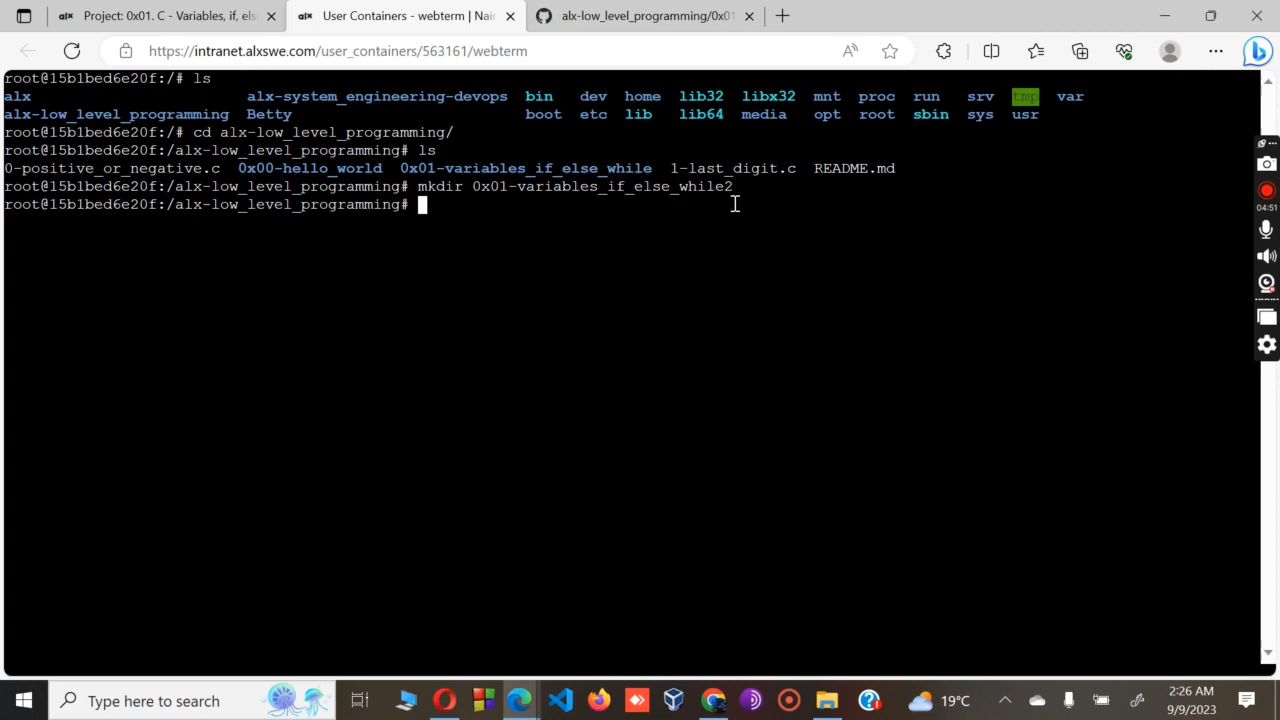 Project: 0x01. C - Variables, if, els
User Containers - webterm | Nair
alx-low_level_programming/0x01
https://intranet.alxswe.com/user_containers/563161/webterm
root@15b1bed6e20f:/# ls
alx alx-system_engineering-devops bin dev home lib32 libx32 mnt proc run srv tmp var
alx-low_level_programming Betty boot etc lib lib64 media opt root sbin sys usr
root@15b1bed6e20f:/# cd alx-low_level_programming/
root@15b1bed6e20f:/alx-low_level_programming# ls
0-positive_or_negative.c 0x00-hello_world 0x01-variables_if_else_while 1-last_digit.c README.md
root@15b1bed6e20f:/alx-low_level_programming# mkdir 0x01-variables_if_else_while2
root@15b1bed6e20f:/alx-low_level_programming#
04:51
Type here to search
19°C
2:26 AM
9/9/2023